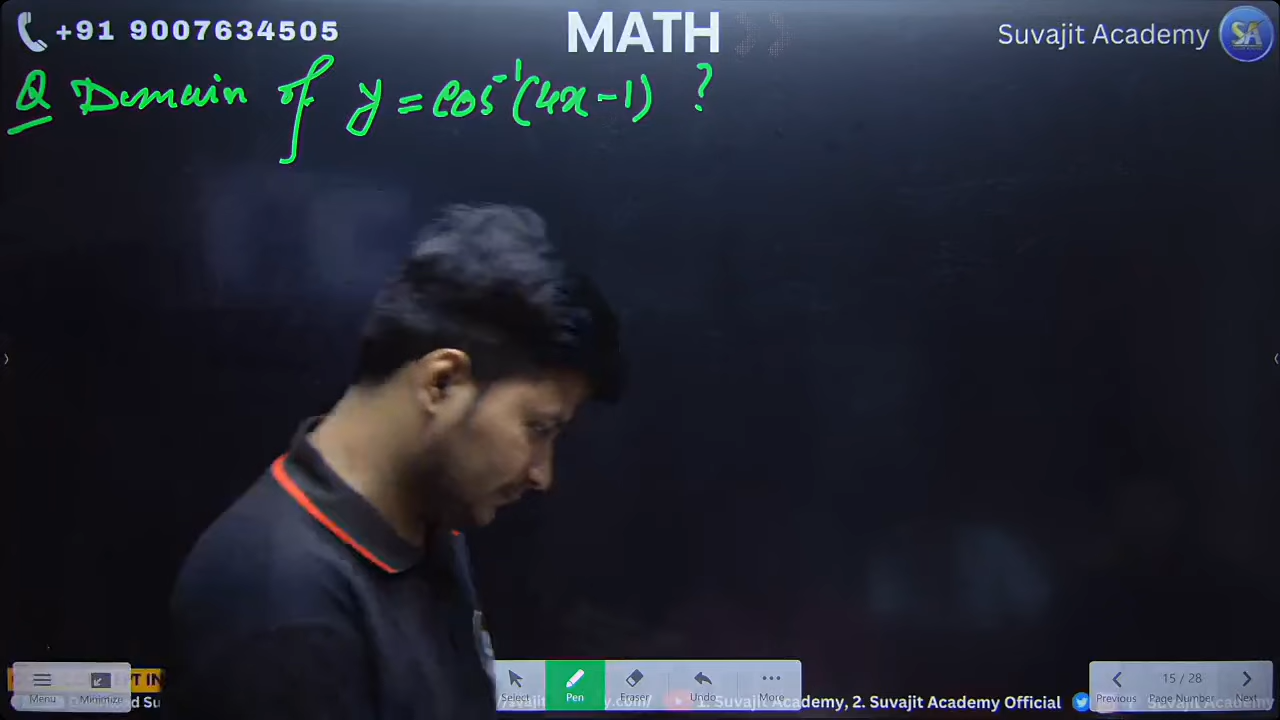 +91 9007634505
MATH
Suvajit Academy
SA
Q Domain of y = cos⁻¹(4x-1) ?
Menu
Minimize
Select
Pen
Eraser
Undo
More
15 / 28
Previous
Page Number
Next
1. Suvajit Academy, 2. Suvajit Academy Official